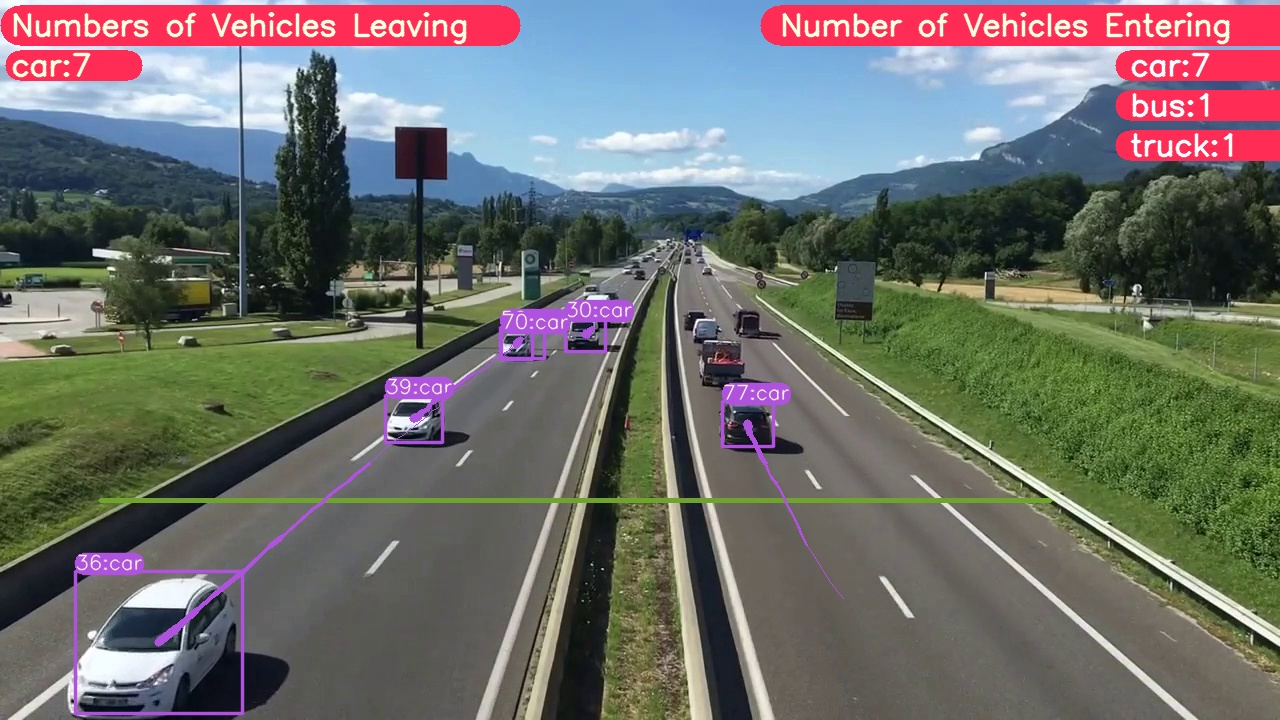 Numbers of Vehicles Leaving
Number of Vehicles Entering
car:7
car:7
bus:1
truck:1
70:car
30:car
39:car
77:car
36:car